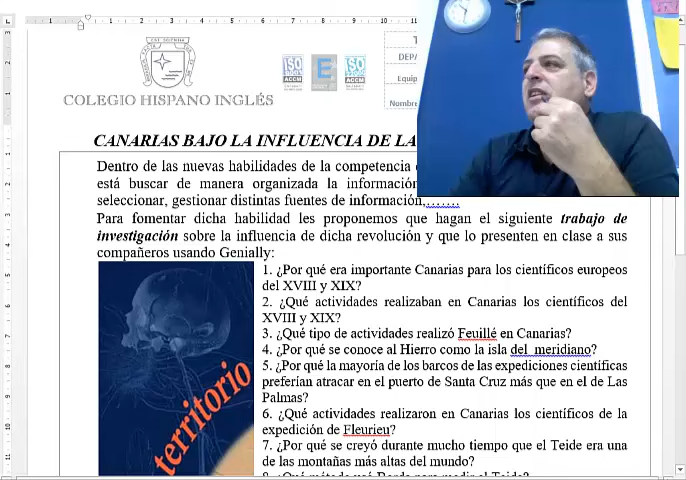 COLEGIO HISPANO INGLÉS
CANARIAS BAJO LA INFLUENCIA DE LA
Dentro de las nuevas habilidades de la competencia
está buscar de manera organizada la información
seleccionar, gestionar distintas fuentes de información,.......
Para fomentar dicha habilidad les proponemos que hagan el siguiente trabajo de
investigación sobre la influencia de dicha revolución y que lo presenten en clase a sus
compañeros usando Genially:
1. ¿Por qué era importante Canarias para los científicos europeos
del XVIII y XIX?
2. ¿Qué actividades realizaban en Canarias los científicos del
XVIII y XIX?
3. ¿Qué tipo de actividades realizó Feuillé en Canarias?
4. ¿Por qué se conoce al Hierro como la isla del meridiano?
5. ¿Por qué la mayoría de los barcos de las expediciones científicas
preferían atracar en el puerto de Santa Cruz más que en el de Las
Palmas?
6. ¿Qué actividades realizaron en Canarias los científicos de la
expedición de Fleurieu?
7. ¿Por qué se creyó durante mucho tiempo que el Teide era una
de las montañas más altas del mundo?
territorio
ISO
ACCM
E
ISO
ACCM
DEP/
Equip
Nombre